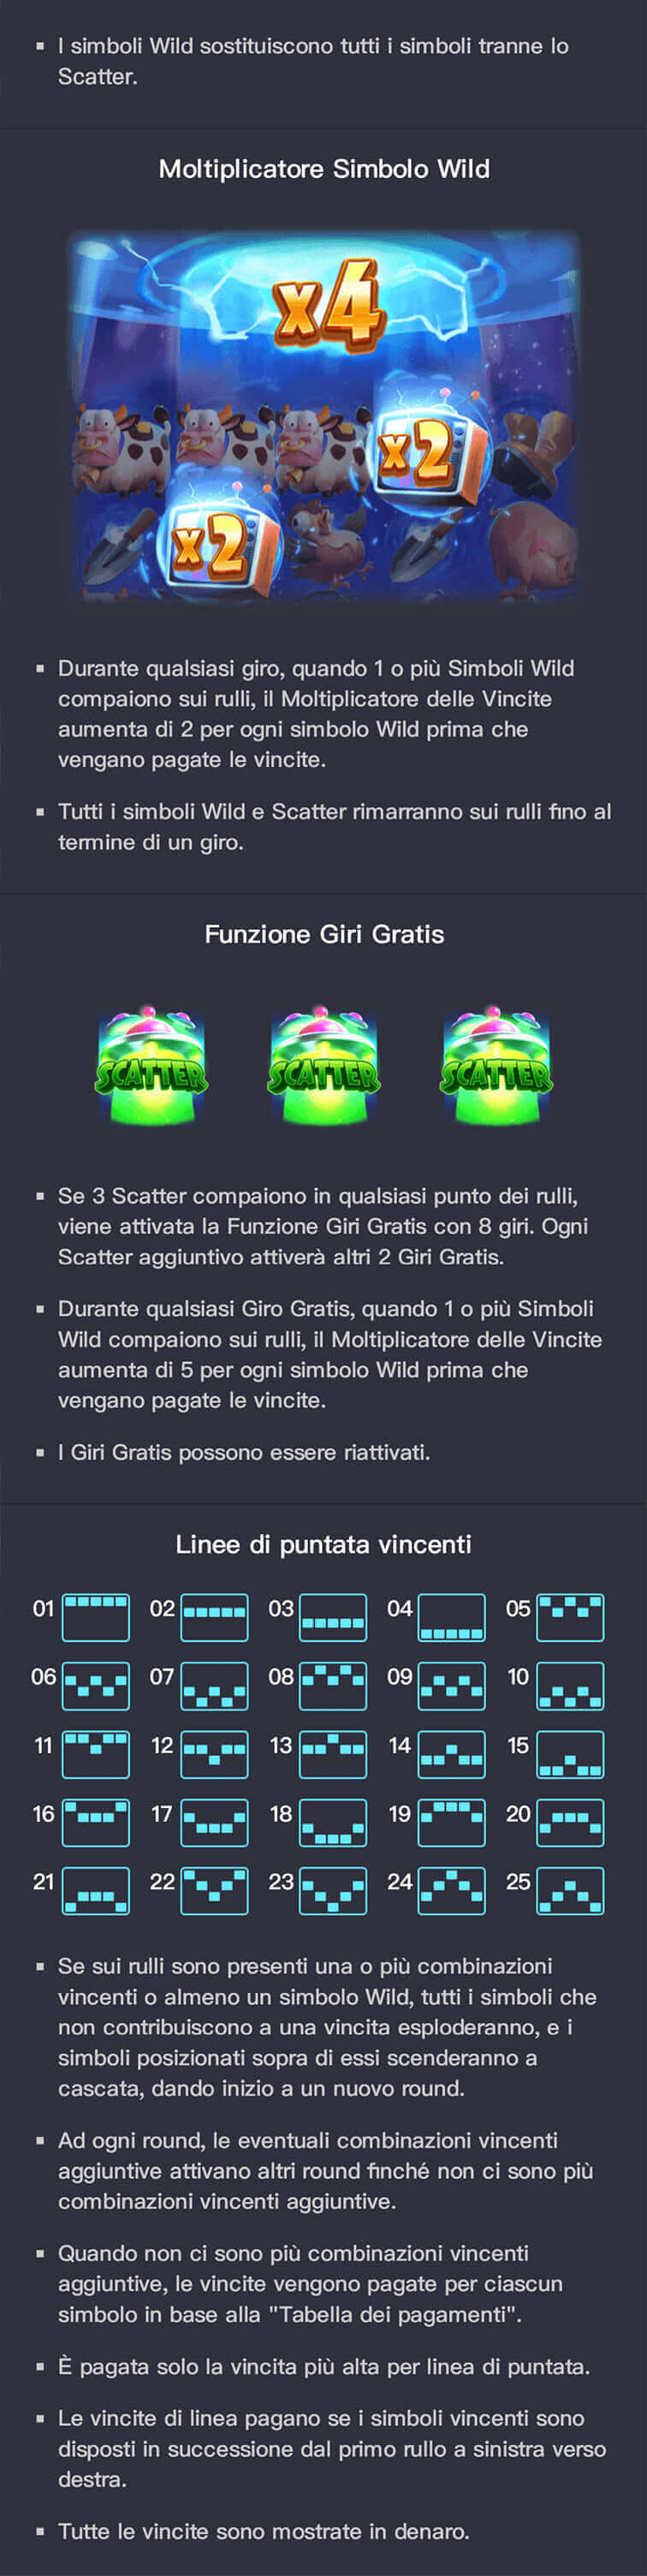 ▪ I simboli Wild sostituiscono tutti i simboli tranne lo
Scatter.
Moltiplicatore Simbolo Wild
x4
x2
x2
▪ Durante qualsiasi giro, quando 1 o più Simboli Wild
compaiono sui rulli, il Moltiplicatore delle Vincite
aumenta di 2 per ogni simbolo Wild prima che
vengano pagate le vincite.
▪ Tutti i simboli Wild e Scatter rimarranno sui rulli fino al
termine di un giro.
Funzione Giri Gratis
SCATTER SCATTER SCATTER
▪ Se 3 Scatter compaiono in qualsiasi punto dei rulli,
viene attivata la Funzione Giri Gratis con 8 giri. Ogni
Scatter aggiuntivo attiverà altri 2 Giri Gratis.
▪ Durante qualsiasi Giro Gratis, quando 1 o più Simboli
Wild compaiono sui rulli, il Moltiplicatore delle Vincite
aumenta di 5 per ogni simbolo Wild prima che
vengano pagate le vincite.
▪ I Giri Gratis possono essere riattivati.
Linee di puntata vincenti
01 02 03 04 05
06 07 08 09 10
11 12 13 14 15
16 17 18 19 20
21 22 23 24 25
▪ Se sui rulli sono presenti una o più combinazioni
vincenti o almeno un simbolo Wild, tutti i simboli che
non contribuiscono a una vincita esploderanno, e i
simboli posizionati sopra di essi scenderanno a
cascata, dando inizio a un nuovo round.
▪ Ad ogni round, le eventuali combinazioni vincenti
aggiuntive attivano altri round finché non ci sono più
combinazioni vincenti aggiuntive.
▪ Quando non ci sono più combinazioni vincenti
aggiuntive, le vincite vengono pagate per ciascun
simbolo in base alla "Tabella dei pagamenti".
▪ È pagata solo la vincita più alta per linea di puntata.
▪ Le vincite di linea pagano se i simboli vincenti sono
disposti in successione dal primo rullo a sinistra verso
destra.
▪ Tutte le vincite sono mostrate in denaro.